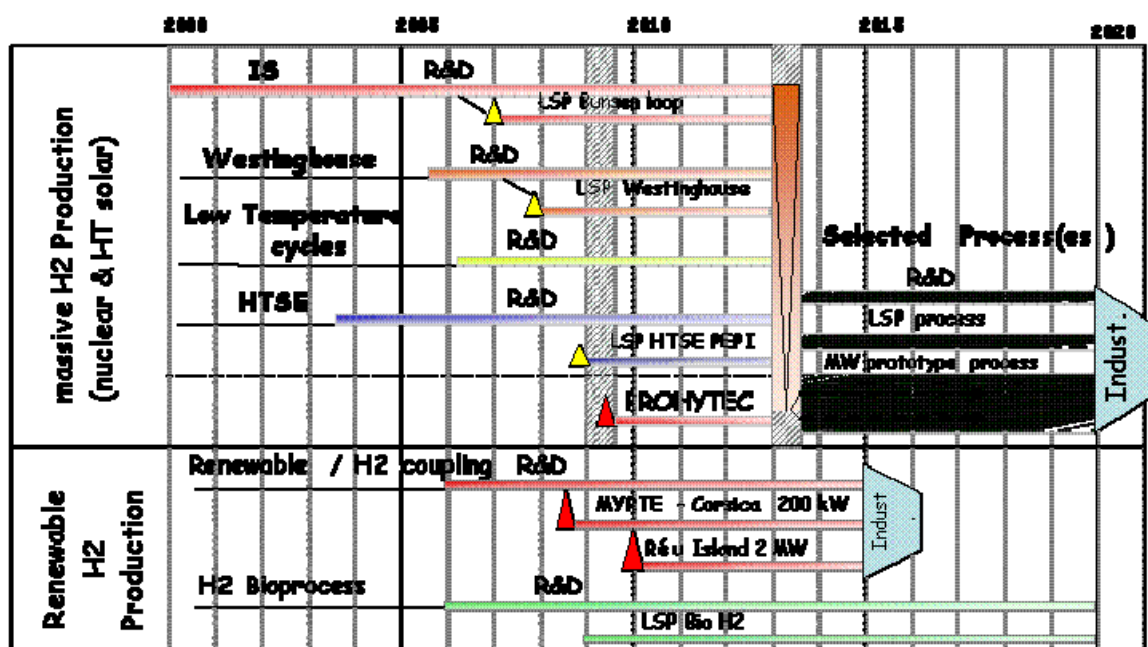 2000 2005 2010 2015 2020
massive H2 Production
(nuclear & HT solar)
IS R&D
LSP Bunsen loop
Westinghouse R&D
LSP Westinghouse
Low Temperature
cycles
R&D
Selected Process(es )
R&D
HTSE R&D
LSP process
LSP HTSE PEPI
MW prototype process
PROHYTEC
Indust.
Renewable
H2
Production
Renewable / H2 coupling R&D
MYRTE - Corsica 200 kW
Indust.
Réu Island 2 MW
H2 Bioprocess R&D
LSP Bio H2